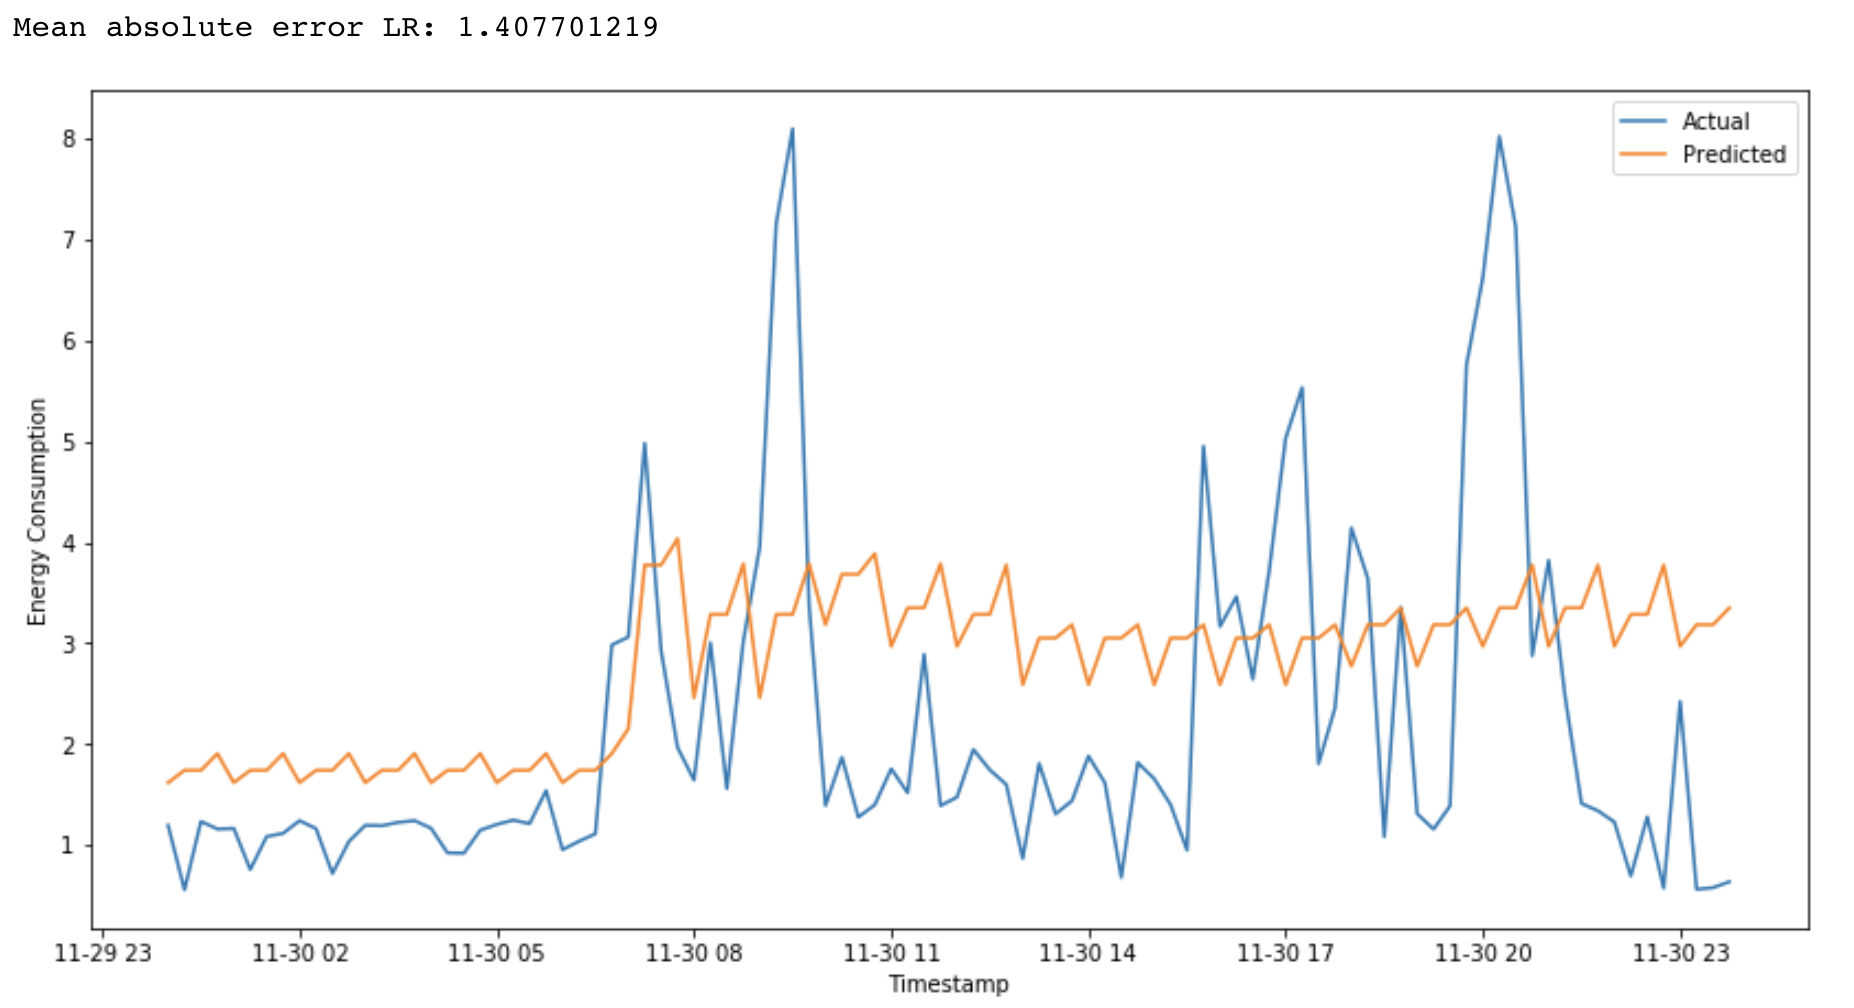 Mean absolute error LR: 1.407701219
Actual
Predicted
8
7
6
5
4
3
2
1
Energy Consumption
11-29 23 11-30 02 11-30 05 11-30 08 11-30 11 11-30 14 11-30 17 11-30 20 11-30 23
Timestamp